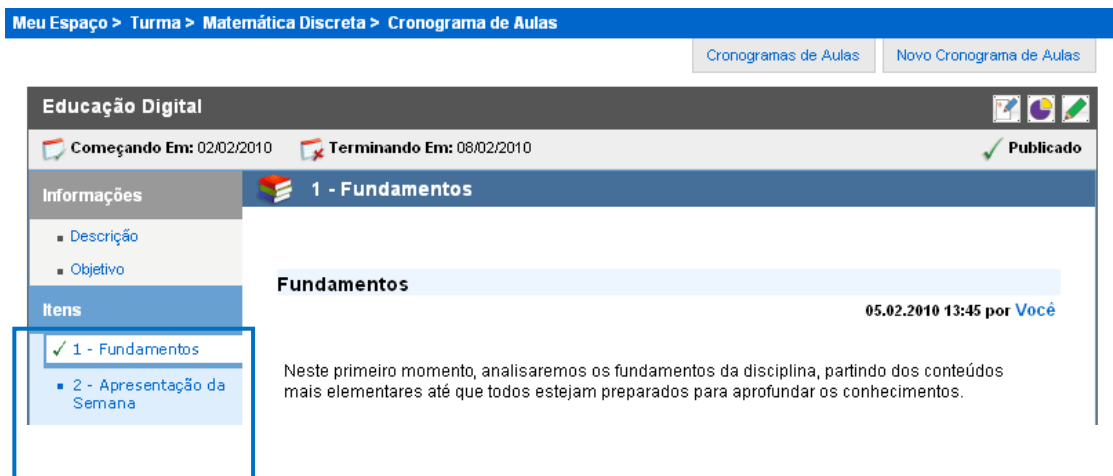 Meu Espaço > Turma > Matemática Discreta > Cronograma de Aulas
Cronogramas de Aulas
Novo Cronograma de Aulas
Educação Digital
Começando Em: 02/02/2010
Terminando Em: 08/02/2010
Publicado
Informações
Descrição
Objetivo
Itens
1 - Fundamentos
2 - Apresentação da
Semana
1 - Fundamentos
Fundamentos
05.02.2010 13:45 por Você
Neste primeiro momento, analisaremos os fundamentos da disciplina, partindo dos conteúdos
mais elementares até que todos estejam preparados para aprofundar os conhecimentos.